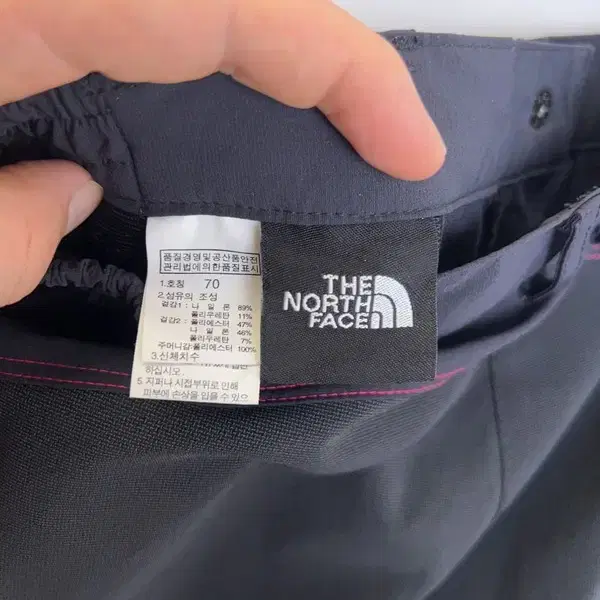 품질경영및공산품안전
관리법에의한품질표시
1.호칭 70
2.섬유의 조성
겉감1: 나 일 론 89%
폴리우레탄 11%
겉감2: 폴리에스터 47%
나 일 론 46%
폴리우레탄 7%
주머니감:폴리에스터 100%
3.신체치수
하십시오.
5. 지퍼나 시접부위로 인해
피부에 손상을 입을 수 있으
THE
NORTH
FACE